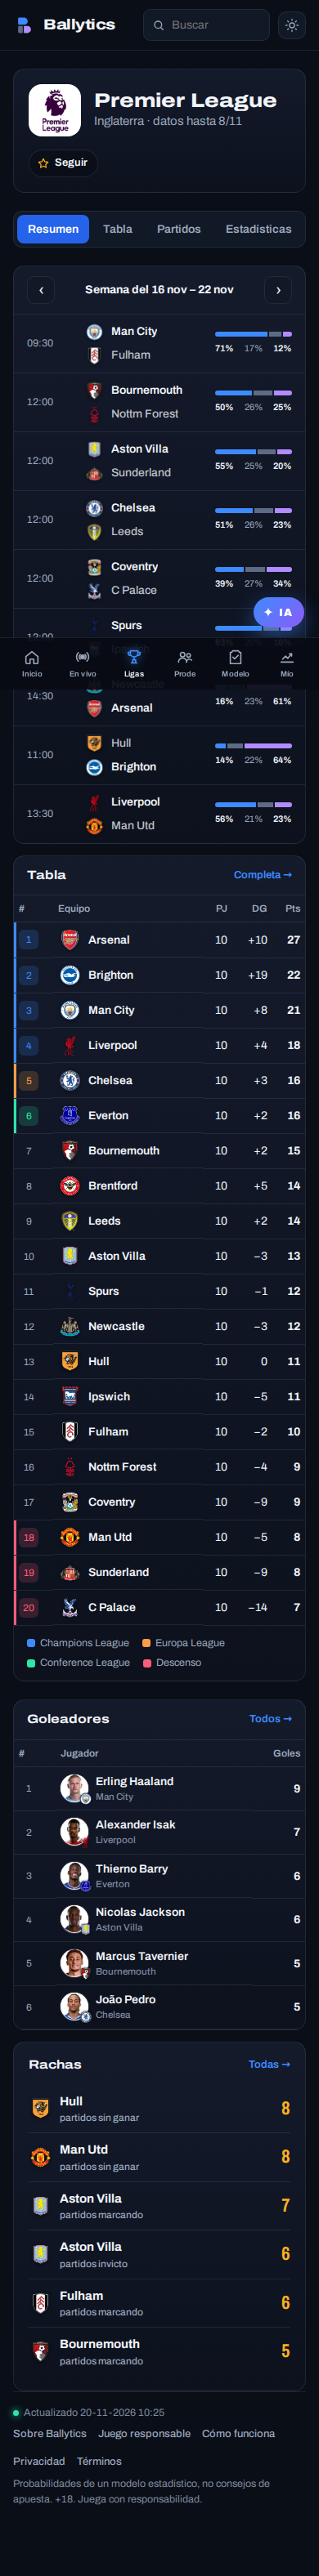 Ballytics
Buscar
Premier League
Premier League
Inglaterra · datos hasta 8/11
Seguir
Resumen Tabla Partidos Estadísticas
‹ Semana del 16 nov – 22 nov ›
09:30 Man City
Fulham
71% 17% 12%
12:00 Bournemouth
Nottm Forest
50% 26% 25%
12:00 Aston Villa
Sunderland
55% 25% 20%
12:00 Chelsea
Leeds
51% 26% 23%
12:00 Coventry
C Palace
39% 27% 34%
12:00 Spurs
Ipswich
✦ IA
Inicio En vivo Ligas Prode Modelo Mío
14:30 Newcastle
Arsenal
16% 23% 61%
11:00 Hull
Brighton
14% 22% 64%
13:30 Liverpool
Man Utd
56% 21% 23%
Tabla Completa →
# Equipo PJ DG Pts
1 Arsenal 10 +10 27
2 Brighton 10 +19 22
3 Man City 10 +8 21
4 Liverpool 10 +4 18
5 Chelsea 10 +3 16
6 Everton 10 +2 16
7 Bournemouth 10 +2 15
8 Brentford 10 +5 14
9 Leeds 10 +2 14
10 Aston Villa 10 −3 13
11 Spurs 10 −1 12
12 Newcastle 10 −3 12
13 Hull 10 0 11
14 Ipswich 10 −5 11
15 Fulham 10 −2 10
16 Nottm Forest 10 −4 9
17 Coventry 10 −9 9
18 Man Utd 10 −5 8
19 Sunderland 10 −9 8
20 C Palace 10 −14 7
Champions League Europa League
Conference League Descenso
Goleadores Todos →
# Jugador Goles
1 Erling Haaland 9
Man City
2 Alexander Isak 7
Liverpool
3 Thierno Barry 6
Everton
4 Nicolas Jackson 6
Aston Villa
5 Marcus Tavernier 5
Bournemouth
6 João Pedro 5
Chelsea
Rachas Todas →
Hull 8
partidos sin ganar
Man Utd 8
partidos sin ganar
Aston Villa 7
partidos marcando
Aston Villa 6
partidos invicto
Fulham 6
partidos marcando
Bournemouth 5
partidos marcando
Actualizado 20-11-2026 10:25
Sobre Ballytics Juego responsable Cómo funciona
Privacidad Términos
Probabilidades de un modelo estadístico, no consejos de
apuesta. +18. Juega con responsabilidad.